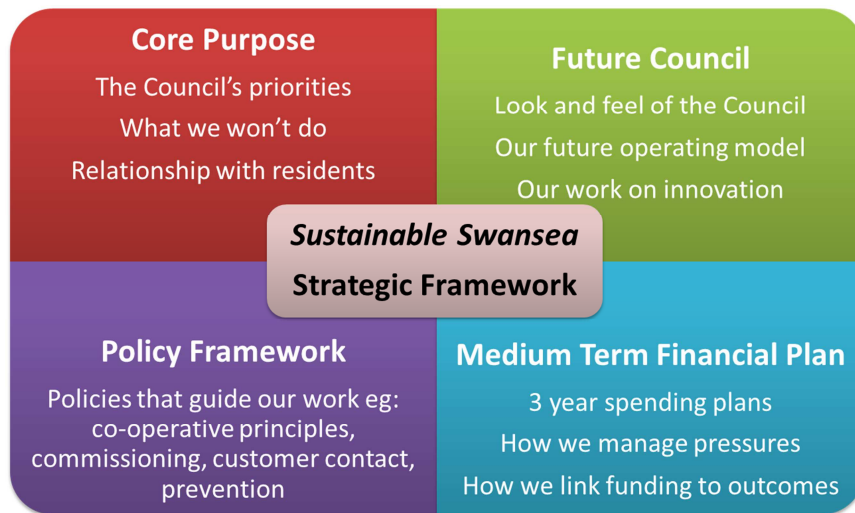 Core Purpose
The Council’s priorities
What we won’t do
Relationship with residents
Future Council
Look and feel of the Council
Our future operating model
Our work on innovation
Sustainable Swansea
Strategic Framework
Policy Framework
Policies that guide our work eg:
co-operative principles,
commissioning, customer contact,
prevention
Medium Term Financial Plan
3 year spending plans
How we manage pressures
How we link funding to outcomes